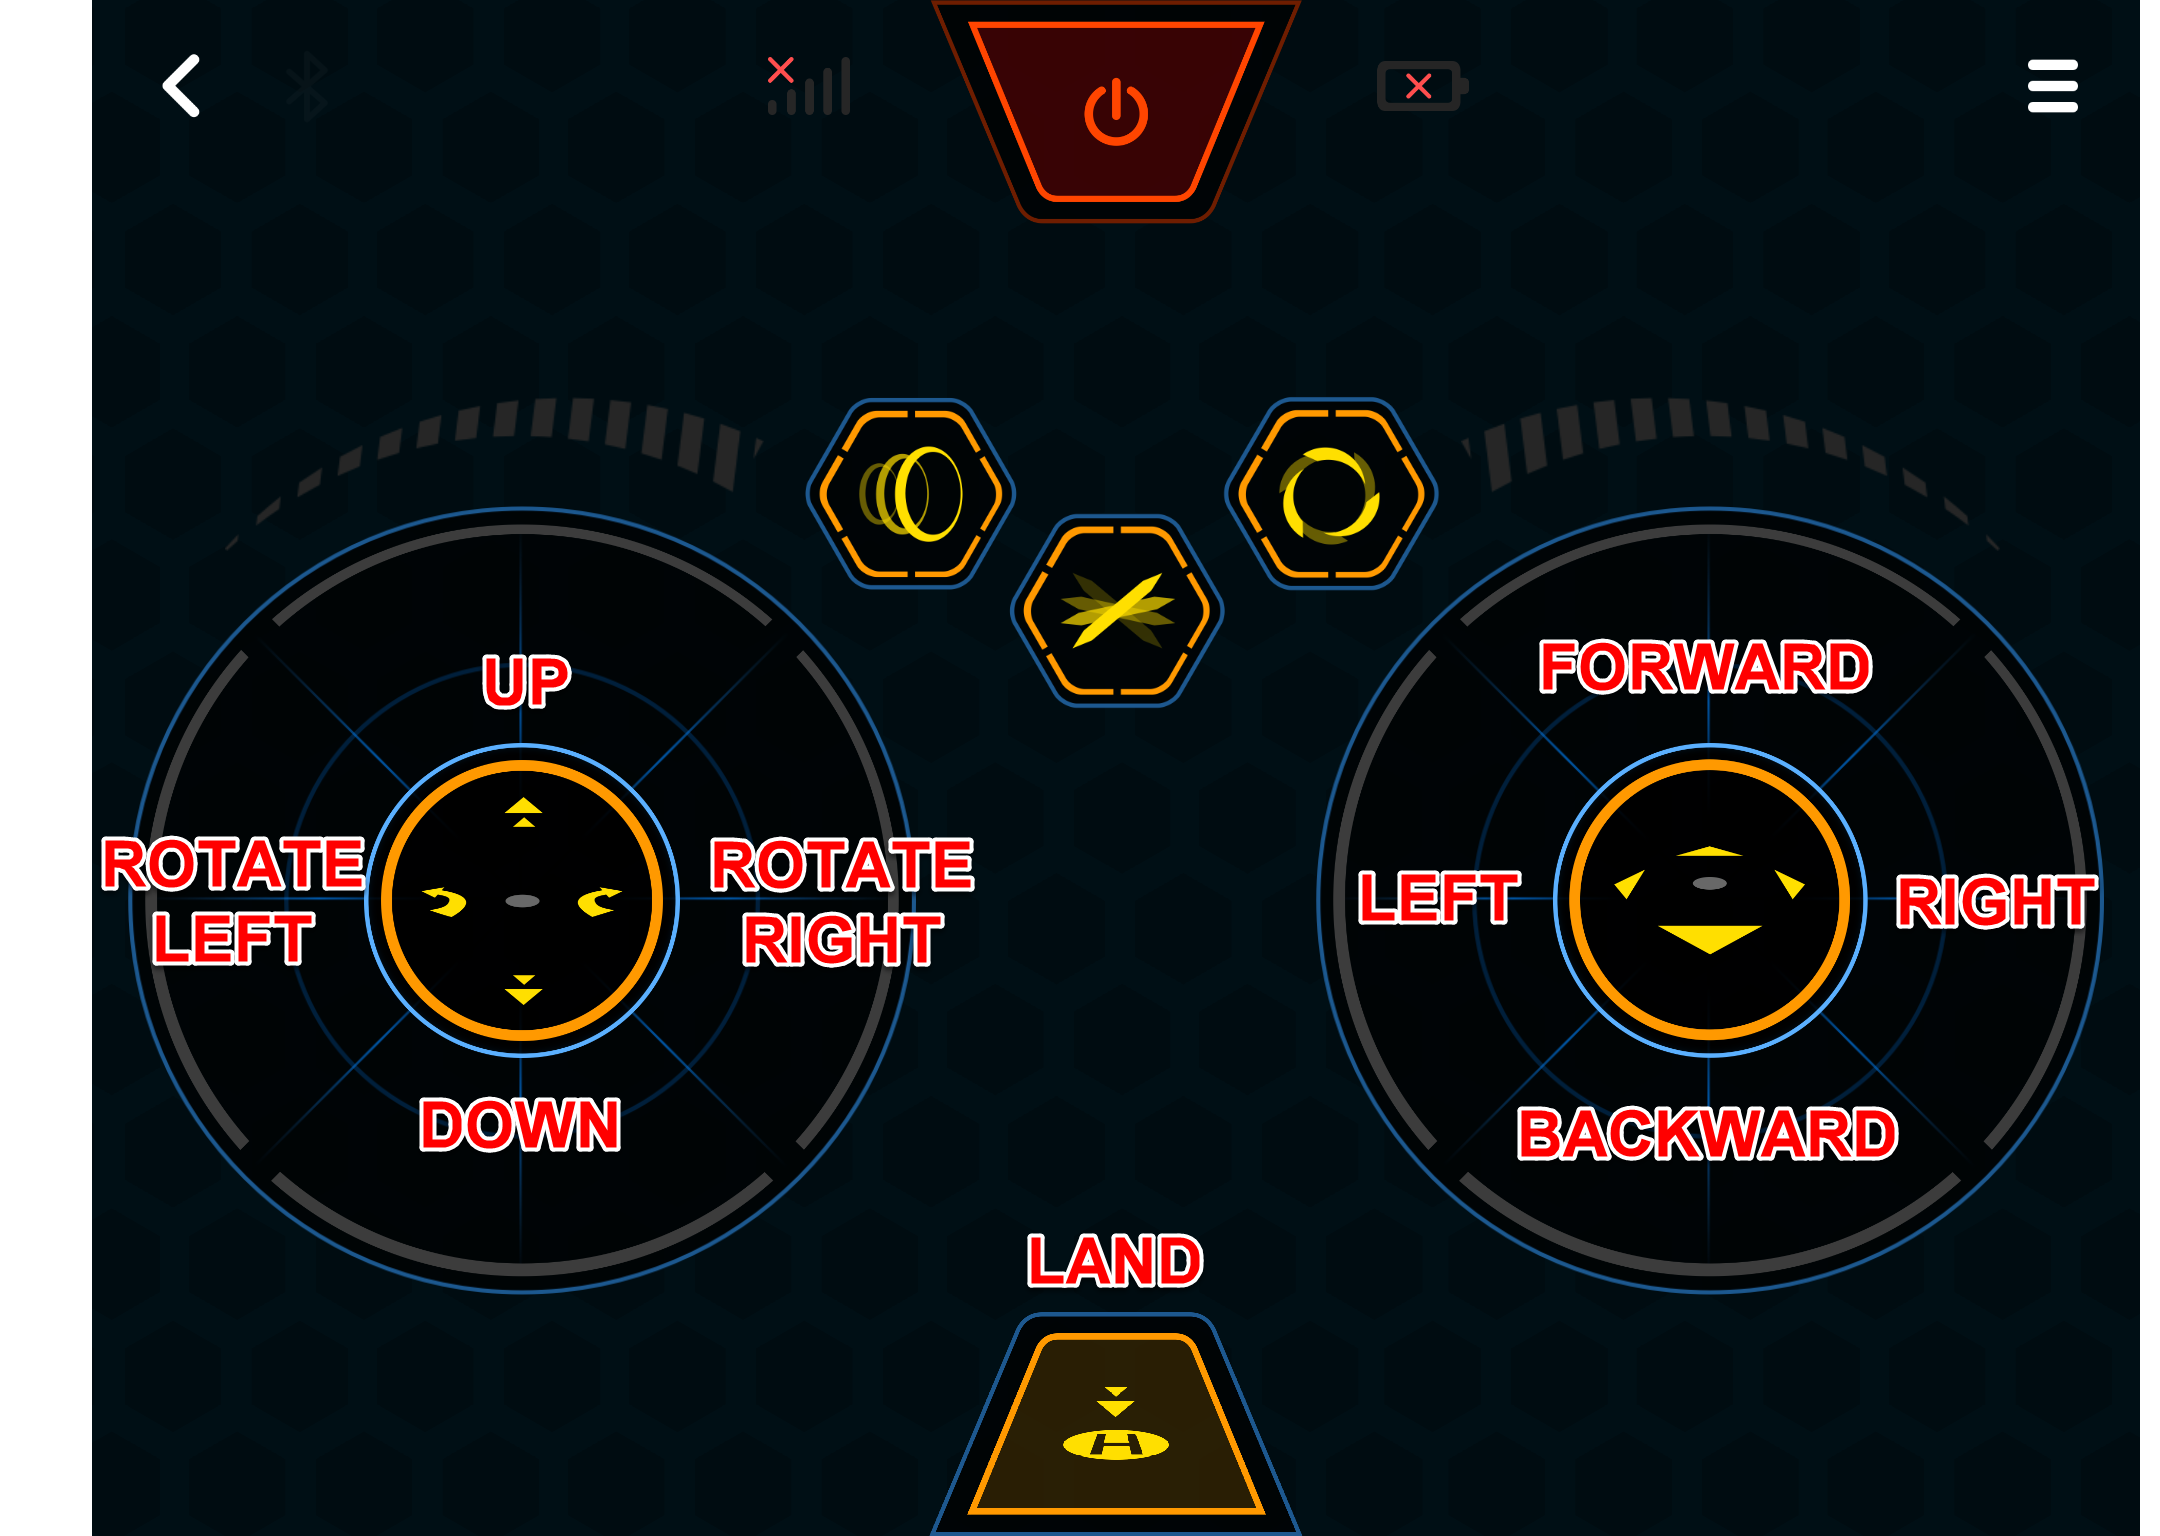 UP
FORWARD
ROTATE
LEFT
ROTATE
RIGHT
LEFT
RIGHT
DOWN
BACKWARD
LAND
H